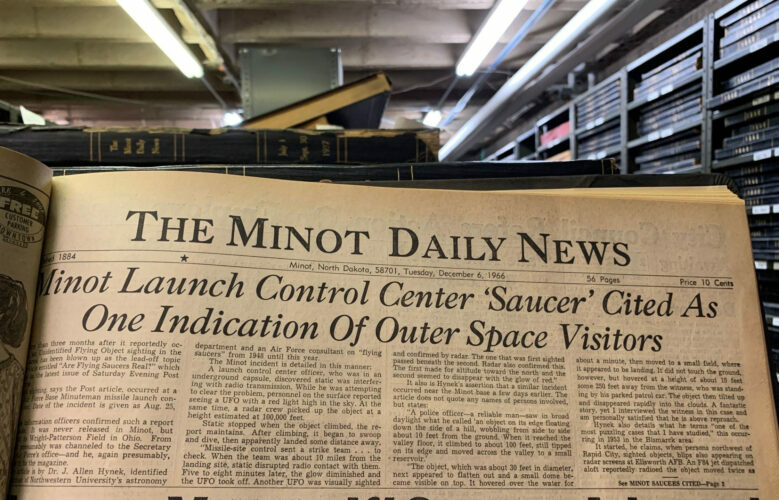 FREE
CUSTOMER
PARKING
DOWNTOWN
The
Minot
Daily
News
1927
THE MINOT DAILY NEWS
1884
Minot, North Dakota, 58701, Tuesday, December 6, 1966
56 Pages
Price 10 Cents
Minot Launch Control Center 'Saucer' Cited As
One Indication Of Outer Space Visitors
than three months after it reportedly oc-
Unidentified Flying Object sighting in the
has been blown up as the lead-off topic
entitled "Are Flying Saucers Real?" which
latest issue of Saturday Evening Post
says the Post article, occurred at a
Force Base Minuteman missile launch con-
Date of the incident is given as Aug. 25,
officers confirmed such a report
It was never released in Minot, but
Wright-Patterson Field in Ohio. From
was channeled to the Secretary
Force's office—and he, again presumably,
the magazine.
is by Dr. J. Allen Hynek, identified
of Northwestern University's astronomy
department and an Air Force consultant on "flying
saucers" from 1948 until this year.
The Minot incident is detailed in this manner:
A launch control officer, who was in an
underground capsule, discovered static was interfer-
ing with radio transmission. While he was attempting
to clear the problem, personnel on the surface reported
seeing a UFO with a red light high in the sky. At the
same time, a radar crew picked up the object at a
height estimated at 100,000 feet.
Static stopped when the object climbed, the re-
port maintains. After climbing, it began to swoop
and dive, then apparently landed some distance away.
"Missile-control sent a strike team . . . to
check. When the team was about 10 miles from the
landing site, static disrupted radio contact with them.
Five to eight minutes later, the glow diminished and
the UFO took off. Another UFO was visually sighted
and confirmed by radar. The one that was first sighted
passed beneath the second. Radar also confirmed this.
The first made for altitude toward the north and the
second seemed to disappear with the glow of red."
It also is Hynek's assertion that a similar incident
occurred near the Minot base a few days earlier. The
article does not quote any names of persons involved,
but states:
"A police officer—a reliable man—saw in broad
daylight what he called 'an object on its edge floating
down the side of a hill, wobbling from side to side
about 10 feet from the ground. When it reached the
valley floor, it climbed to about 100 feet, still tipped
on its edge and moved across the valley to a small
reservoir.'
"The object, which was about 30 feet in diameter,
next appeared to flatten out and a small dome be-
came visible on top. It hovered over the water for
about a minute, then moved to a small field, where
it appeared to be landing. It did not touch the ground,
however, but hovered at a height of about 10 feet
some 250 feet away from the witness, who was stand-
ing by his parked patrol car. The object then tilted up
and disappeared rapidly into the clouds. A fantastic
story, yet I interviewed the witness in this case and
am personally satisfied that he is above reproach.
Hynek also details what he terms "one of the
most puzzling cases that I have studied," this occur-
ring in 1953 in the Bismarck area.
It started, he claims, when persons northwest of
Rapid City, sighted objects, blips also appearing on
radar screens at Ellsworth AFB. An F84 jet dispatched
aloft reportedly radioed the object moved twice as
See MINOT SAUCERS CITED—Page 2